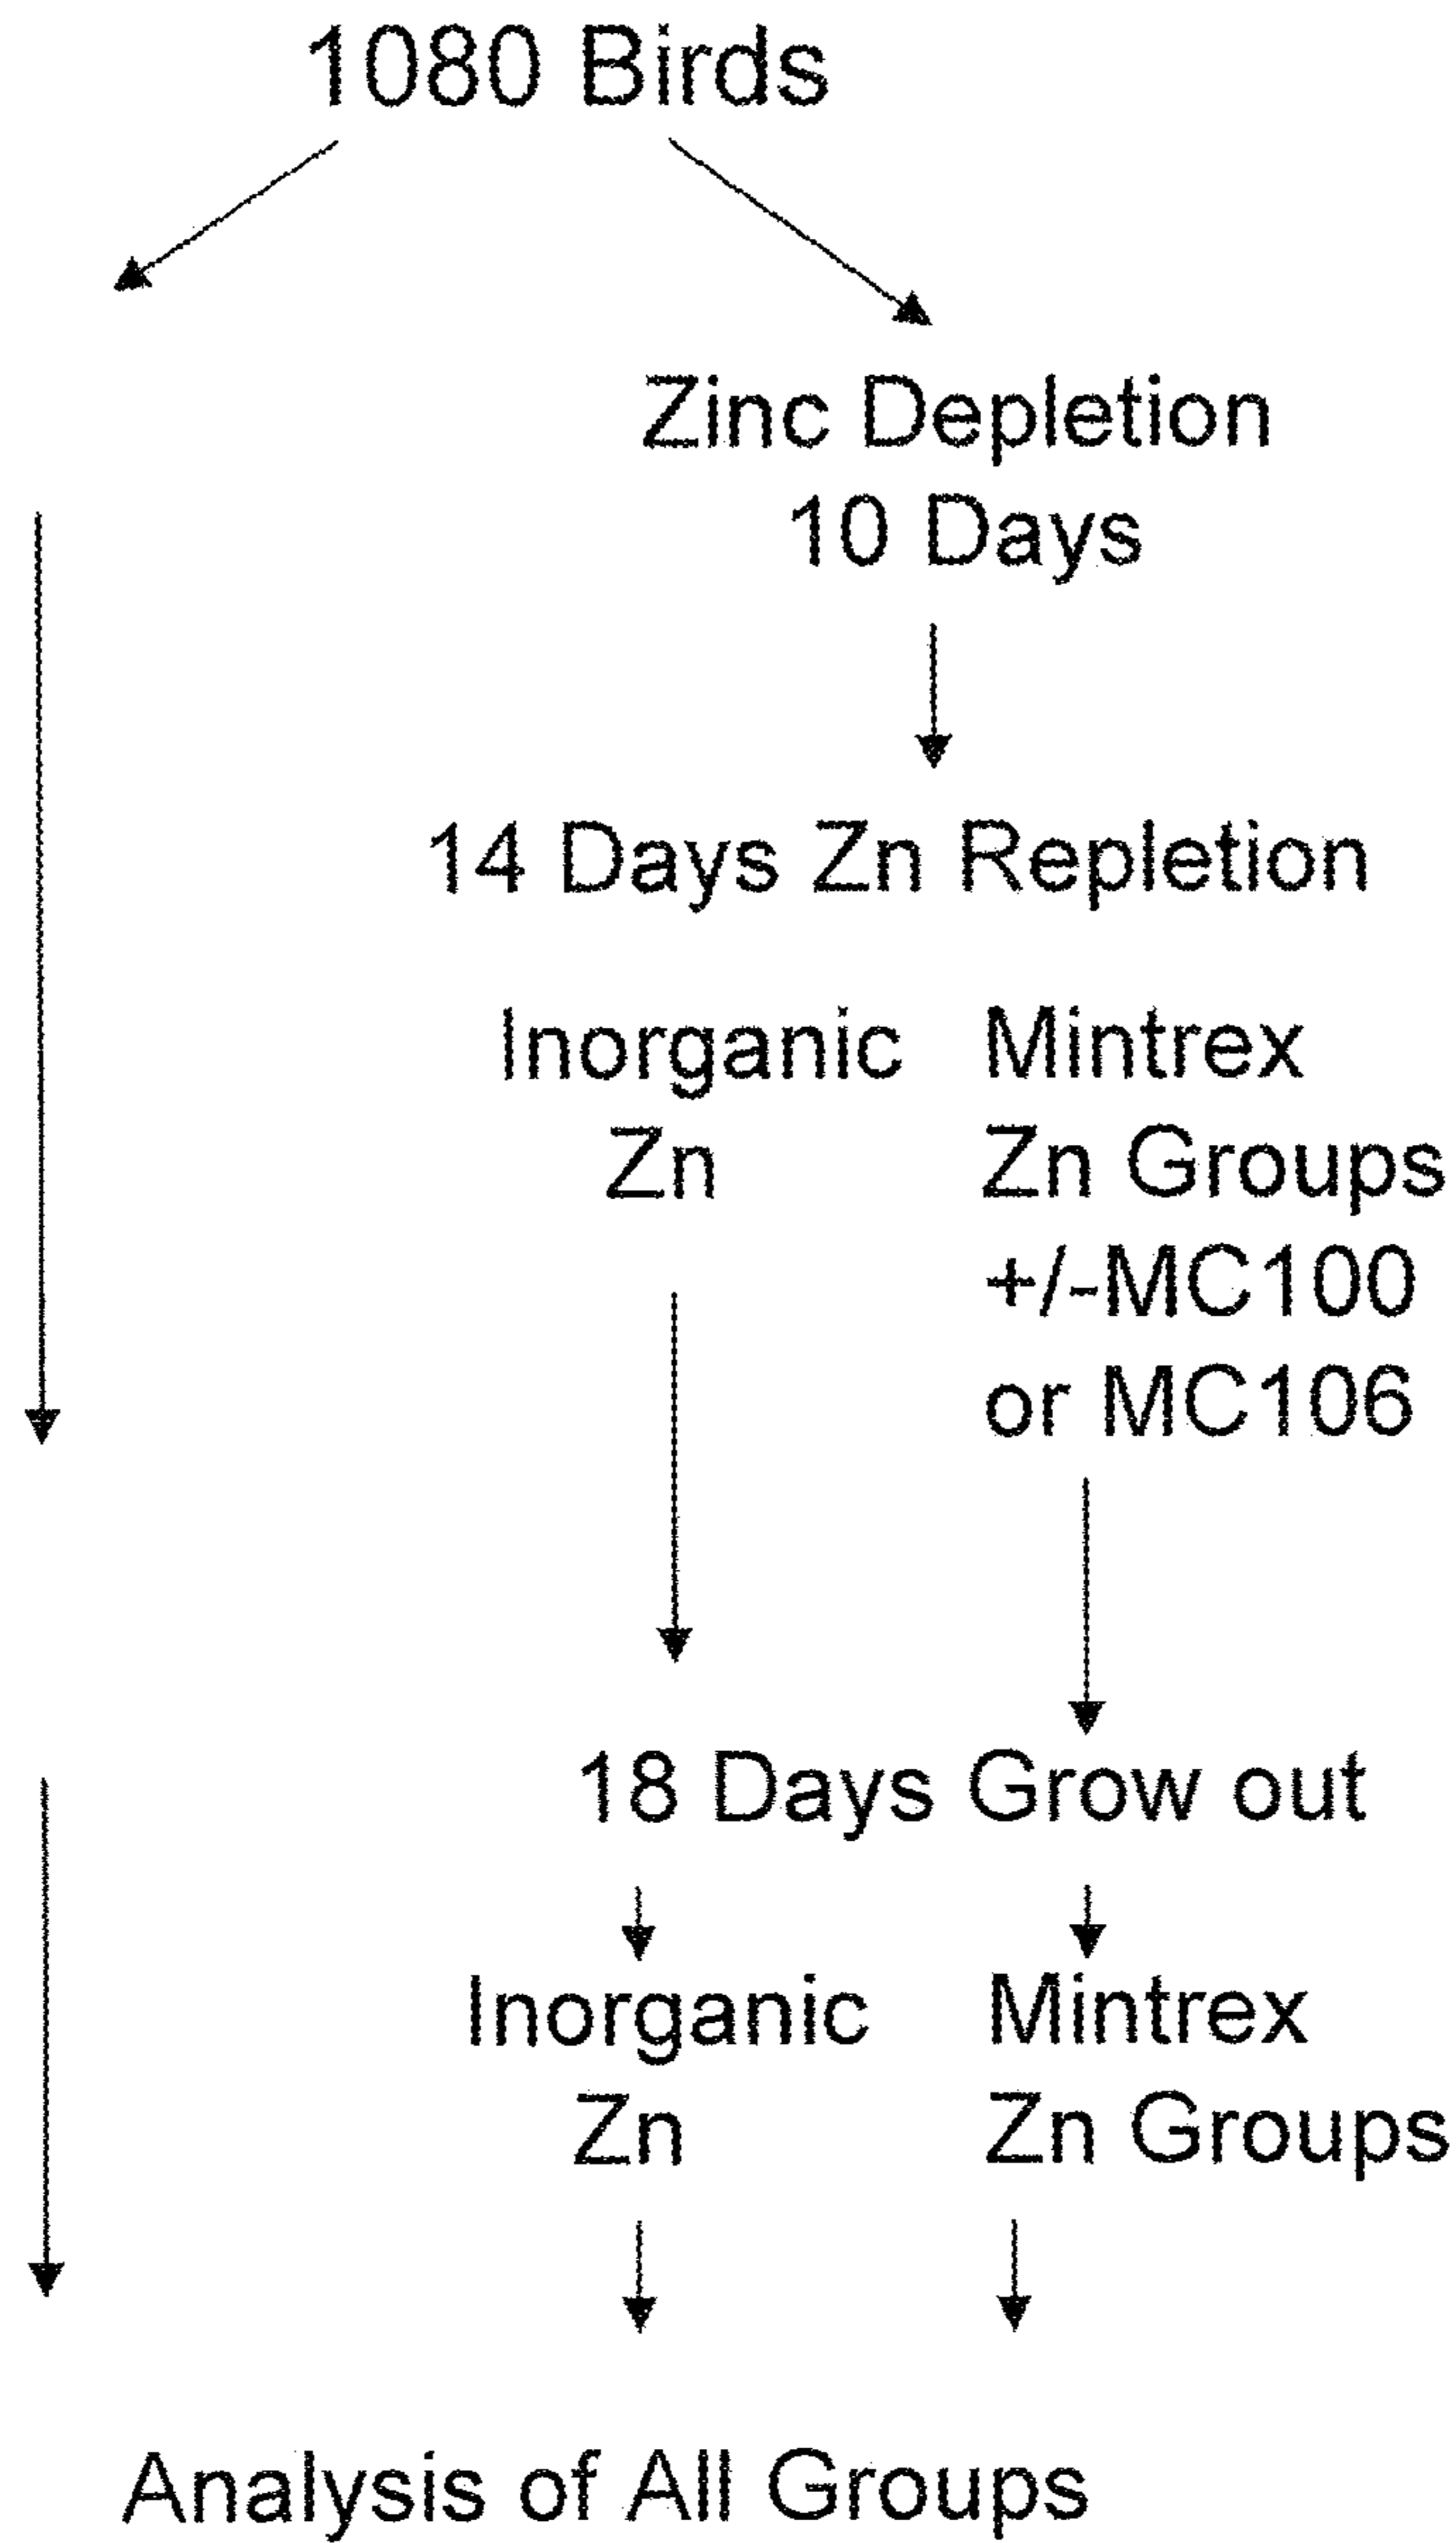 1080 Birds
Zinc Depletion
10 Days
14 Days Zn Repletion
Inorganic
Zn
Mintrex
Zn Groups
+/-MC100
or MC106
18 Days Grow out
Inorganic
Zn
Mintrex
Zn Groups
Analysis of All Groups